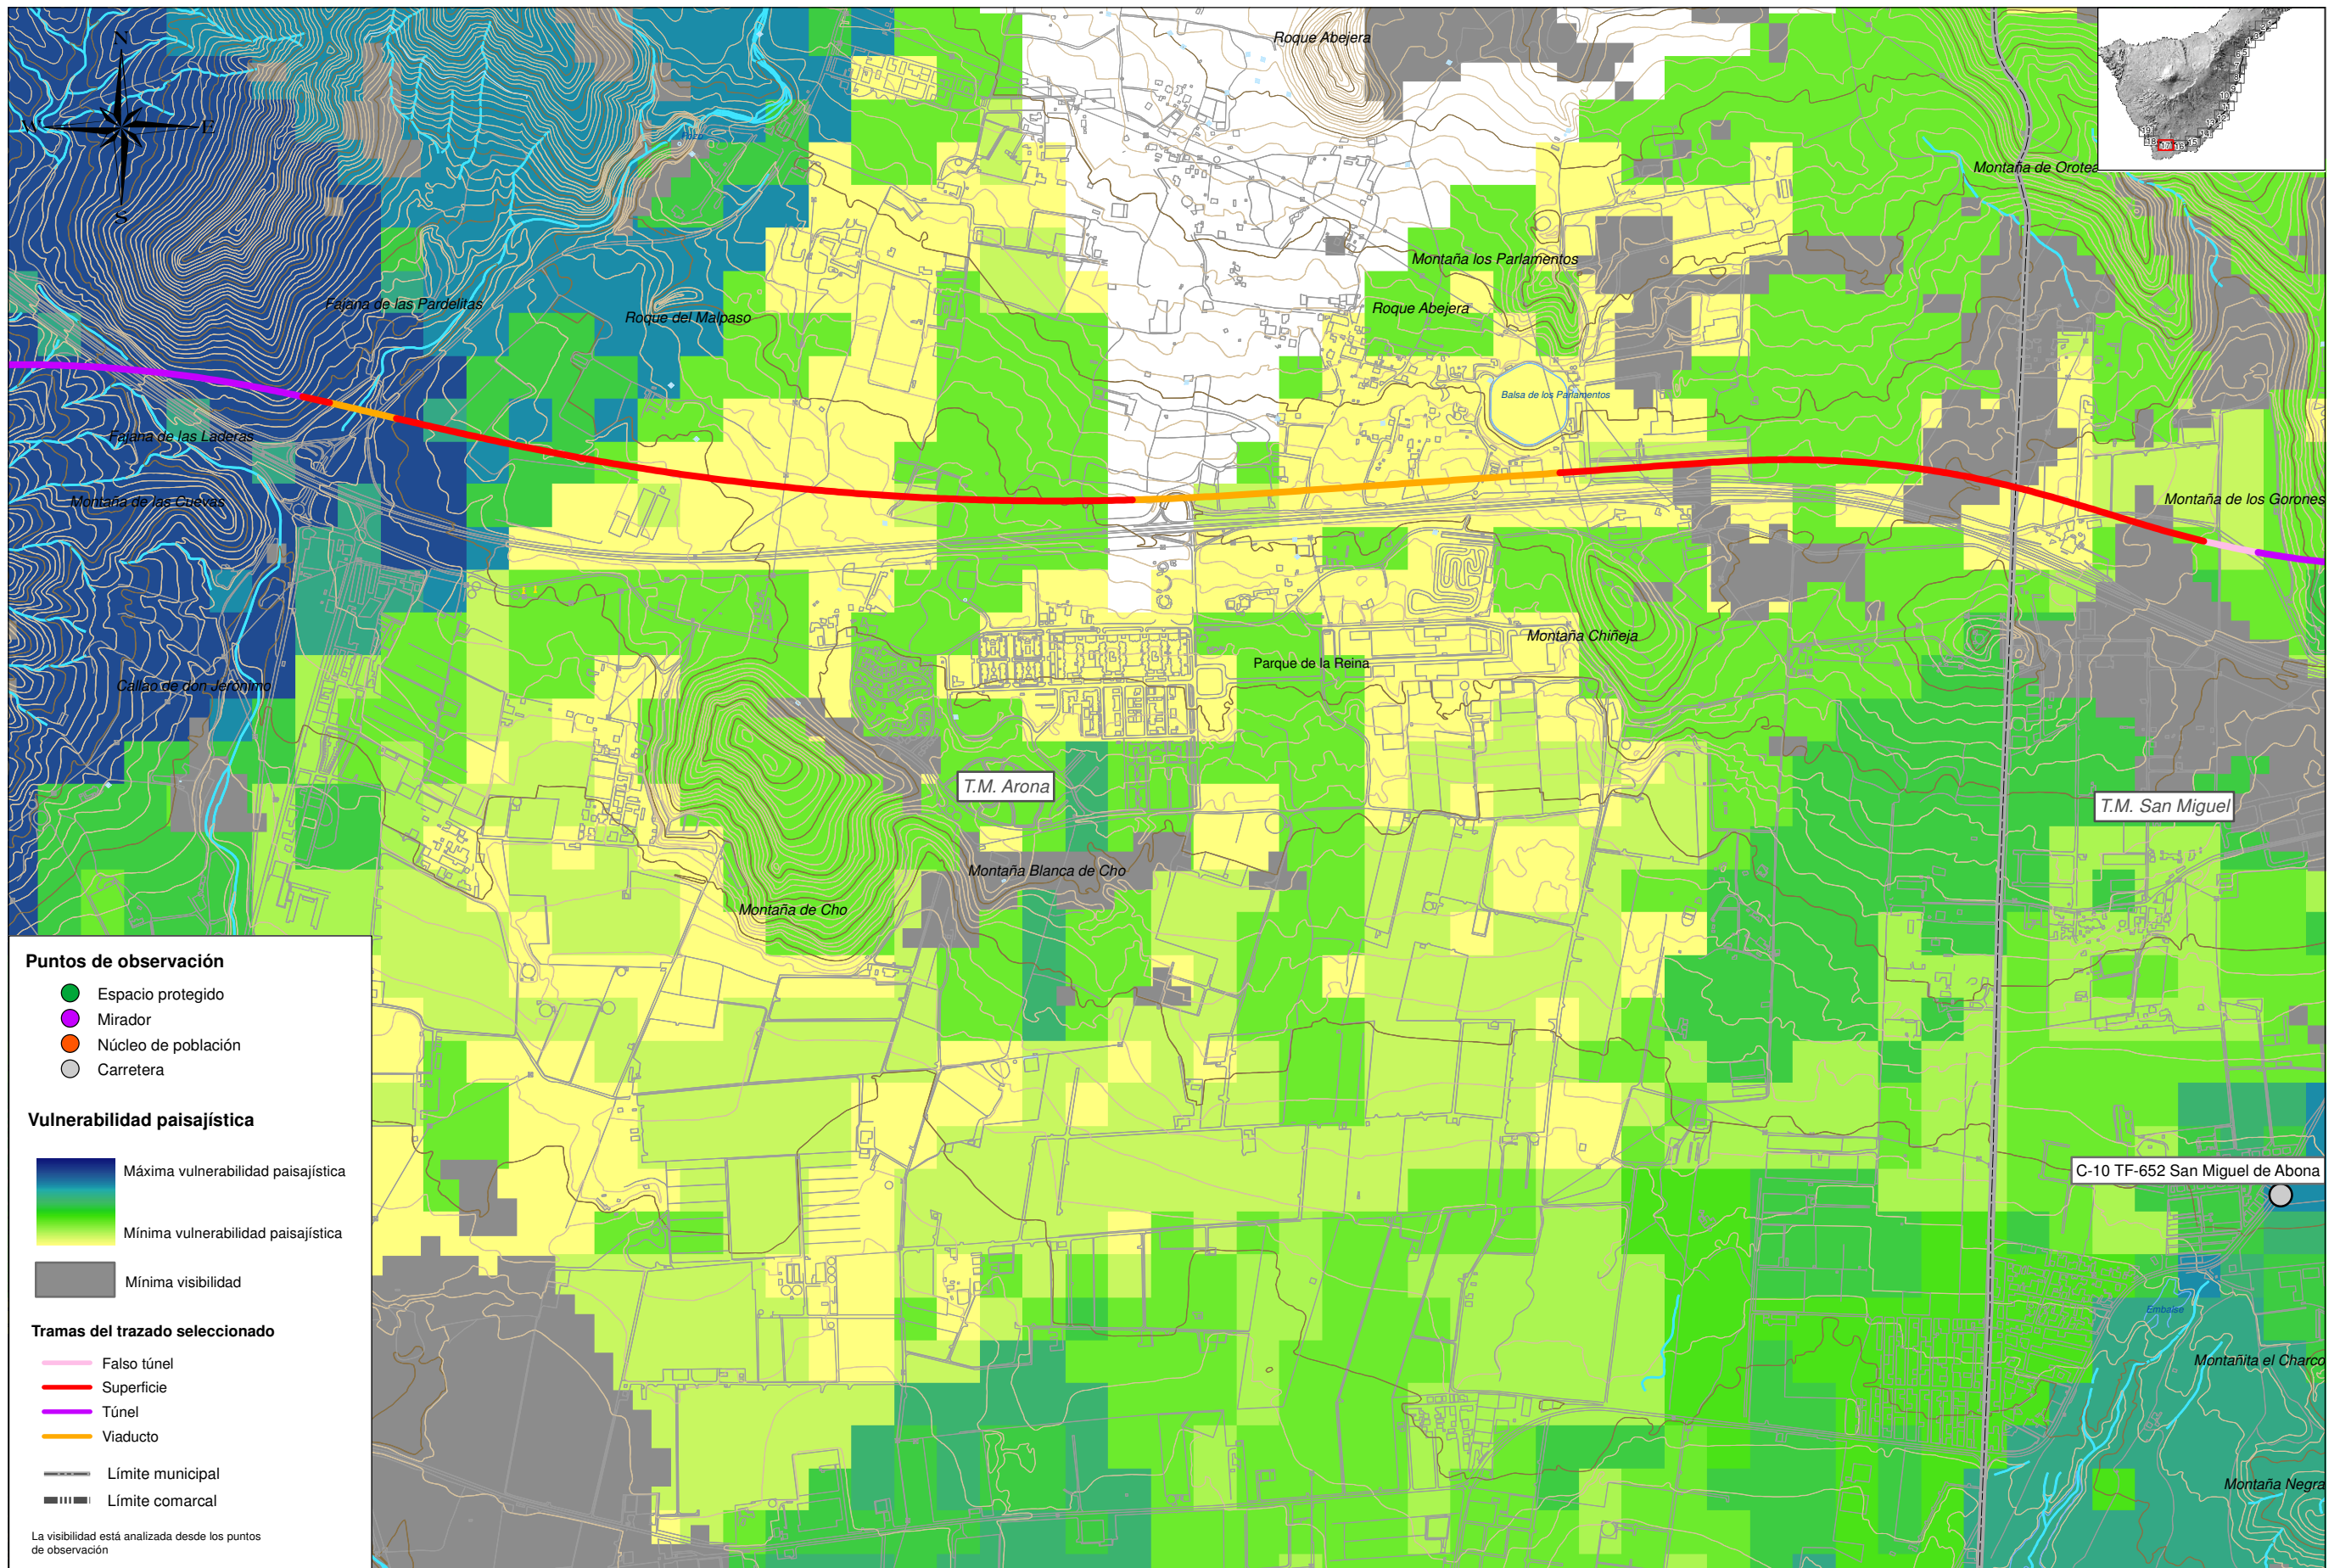 N
W
E
S
Roque Abejera
Pozo
Montaña de Orotea
Montaña los Parlamentos
Fajana de las Pardelitas
Roque Abejera
Roque del Malpaso
Balsa de los Parlamentos
Fajana de las Laderas
Montaña de las Cuevas
Montaña de los Gorones
Montaña Chiñeja
Parque de la Reina
Callao de don Jerónimo
T.M. Arona
T.M. San Miguel
Montaña Blanca de Cho
Montaña de Cho
C-10 TF-652 San Miguel de Abona
Embalse
Montañita el Charco
Montaña Negra
Puntos de observación
Espacio protegido
Mirador
Núcleo de población
Carretera
Vulnerabilidad paisajística
Máxima vulnerabilidad paisajística
Mínima vulnerabilidad paisajística
Mínima visibilidad
Tramas del trazado seleccionado
Falso túnel
Superficie
Túnel
Viaducto
Límite municipal
Límite comarcal
La visibilidad está analizada desde los puntos
de observación